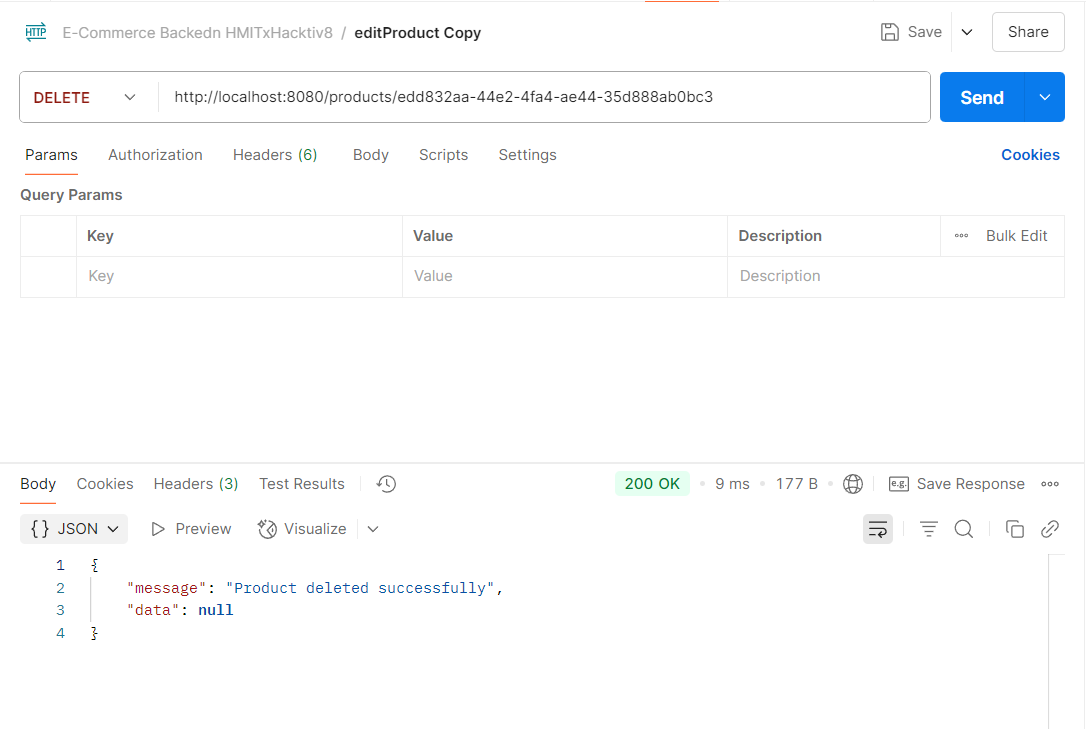 HTTP E-Commerce Backedn HMITxHacktiv8 / editProduct Copy Save Share
DELETE http://localhost:8080/products/edd832aa-44e2-4fa4-ae44-35d888ab0bc3 Send
Params Authorization Headers (6) Body Scripts Settings Cookies
Query Params
Key Value Description ooo Bulk Edit
Key Value Description
Body Cookies Headers (3) Test Results 200 OK • 9 ms • 177 B • e.g. Save Response ooo
{} JSON Preview Visualize
1 {
2 "message": "Product deleted successfully",
3 "data": null
4 }